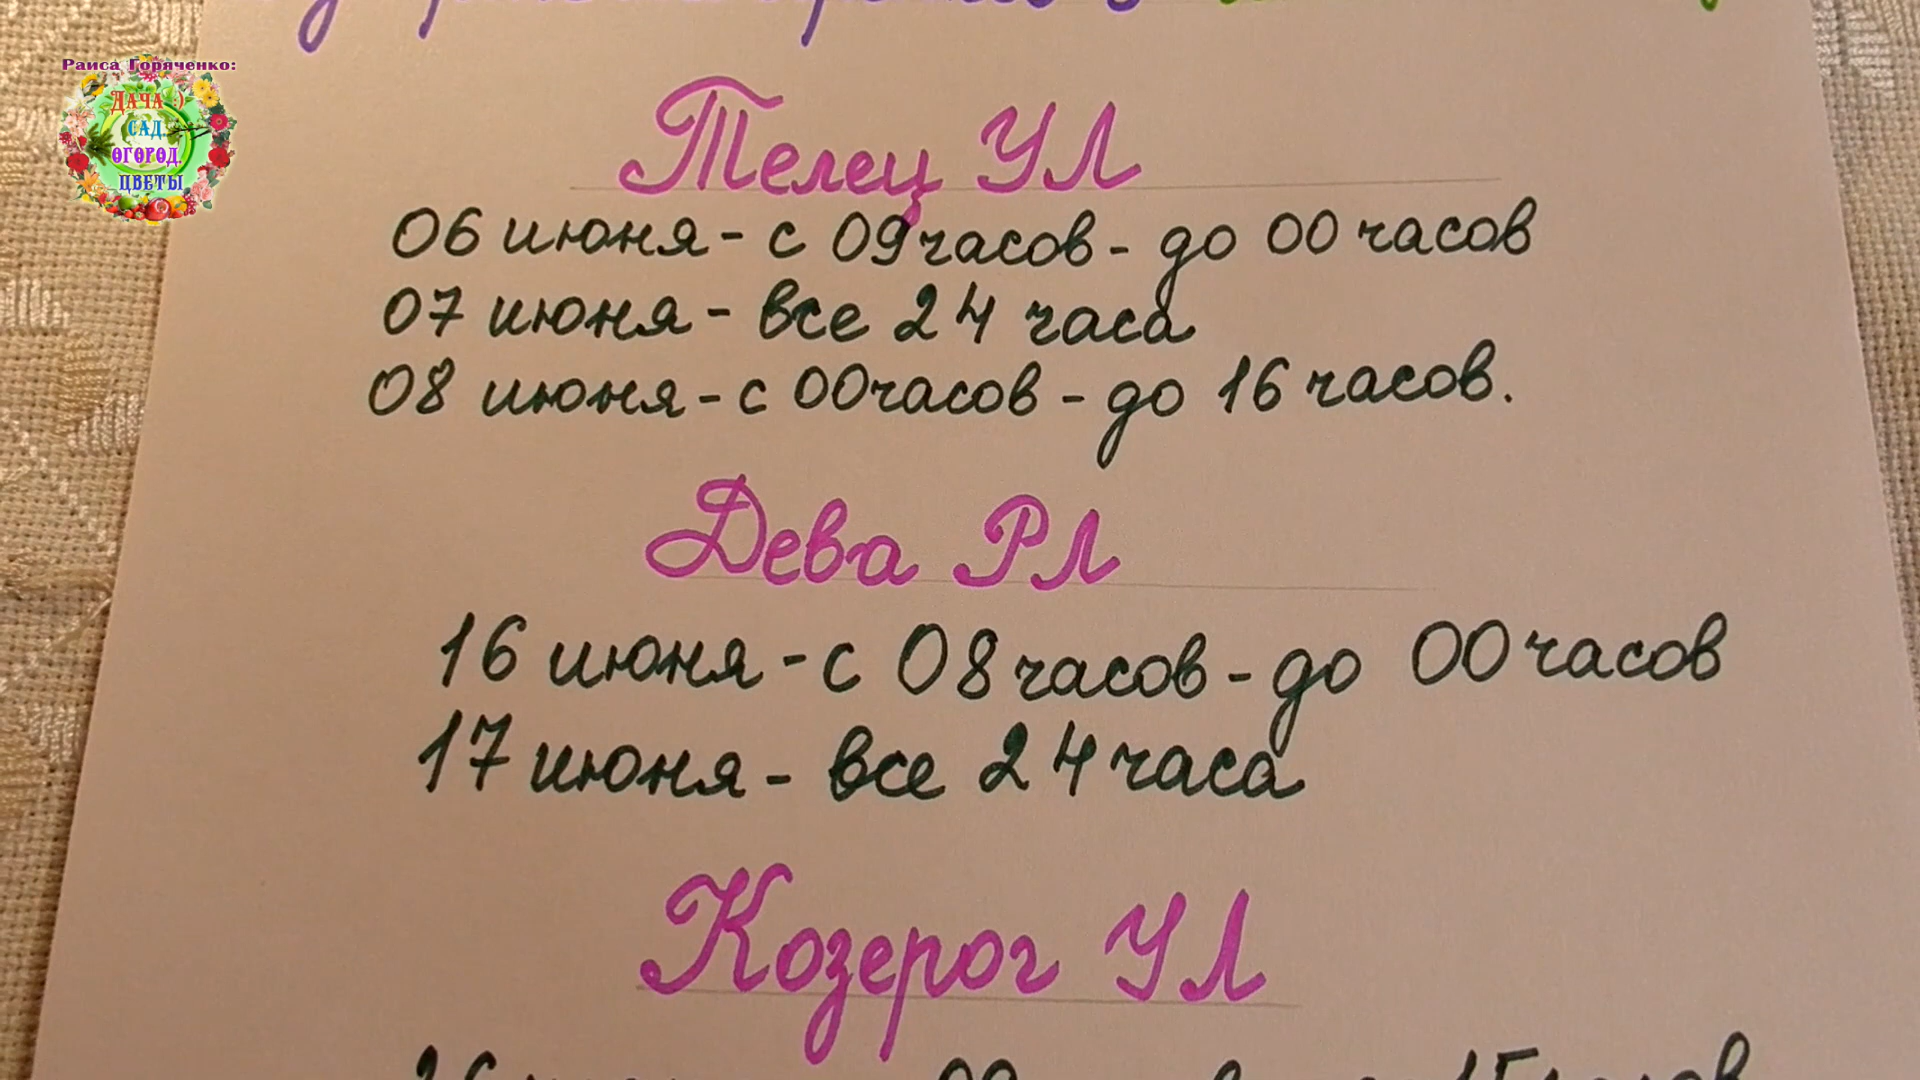 Раиса Горяченко:
Дача :)
сад.
огород.
цветы
Телец УЛ
06 июня - с 09 часов - до 00 часов
07 июня - все 24 часа
08 июня - с 00 часов - до 16 часов.
Дева РЛ
16 июня - с 08 часов - до 00 часов
17 июня - все 24 часа
Козерог УЛ